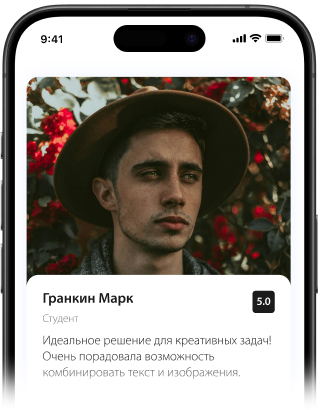 9:41
Гранкин Марк
5.0
Студент
Идеальное решение для креативных задач!
Очень порадовала возможность
комбинировать текст и изображения.